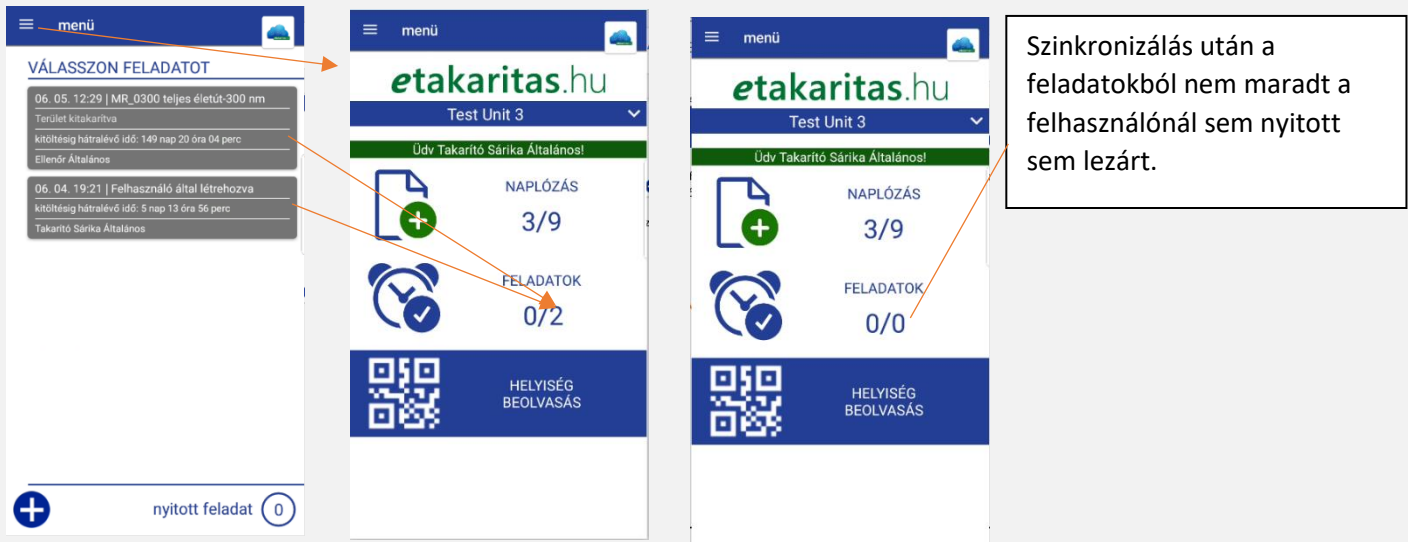 menü
VÁLASSZON FELADATOT
06. 05. 12:29 | MR_0300 teljes életút-300 nm
Terület kitakarítva
kitöltésig hátralévő idő: 149 nap 20 óra 04 perc
Ellenőr Általános
06. 04. 19:21 | Felhasználó által létrehozva
kitöltésig hátralévő idő: 5 nap 13 óra 56 perc
Takarító Sárika Általános
nyitott feladat 0
menü
etakaritas.hu
Test Unit 3
Üdv Takarító Sárika Általános!
NAPLÓZÁS
3/9
FELADATOK
0/2
HELYISÉG
BEOLVASÁS
menü
etakaritas.hu
Test Unit 3
Üdv Takarító Sárika Általános!
NAPLÓZÁS
3/9
FELADATOK
0/0
HELYISÉG
BEOLVASÁS
Szinkronizálás után a
feladatokból nem maradt a
felhasználónál sem nyitott
sem lezárt.